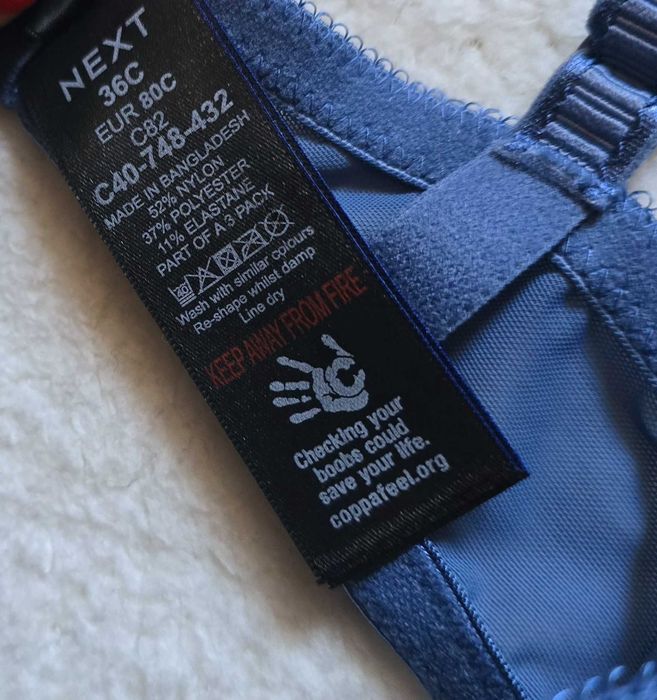 NEXT
36C
EUR 80C
C82
C40-748-432
MADE IN BANGLADESH
52% NYLON
37% POLYESTER
11% ELASTANE
PART OF A 3 PACK
Wash with similar colours
Re-shape whilst damp
Line dry
KEEP AWAY FROM FIRE
Checking your
boobs could
save your life.
coppafeel.org